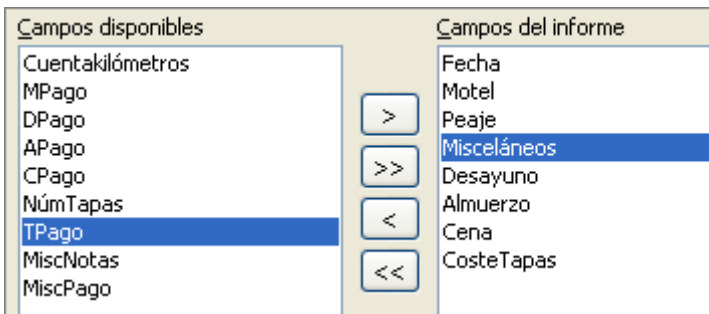 Campos disponibles
Cuentakilómetros
MPago
DPago
APago
CPago
NúmTapas
TPago
MiscNotas
MiscPago
>
>>
<
<<
Campos del informe
Fecha
Motel
Peaje
Misceláneos
Desayuno
Almuerzo
Cena
CosteTapas